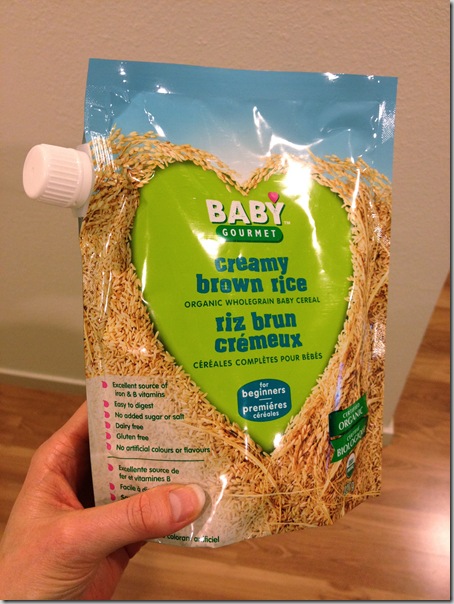 BABY
GOURMET
creamy
brown rice
ORGANIC WHOLEGRAIN BABY CEREAL
riz brun
crémeux
CÉRÉALES COMPLÈTES POUR BÉBÉS
for
beginners
premiéres
céréales
Excellent source of
iron & B vitamins
Easy to digest
No added sugar or salt
Dairy free
Gluten free
No artificial colours or flavours
Excellente source de
fer et vitamines B
Facile à
ORGANIC